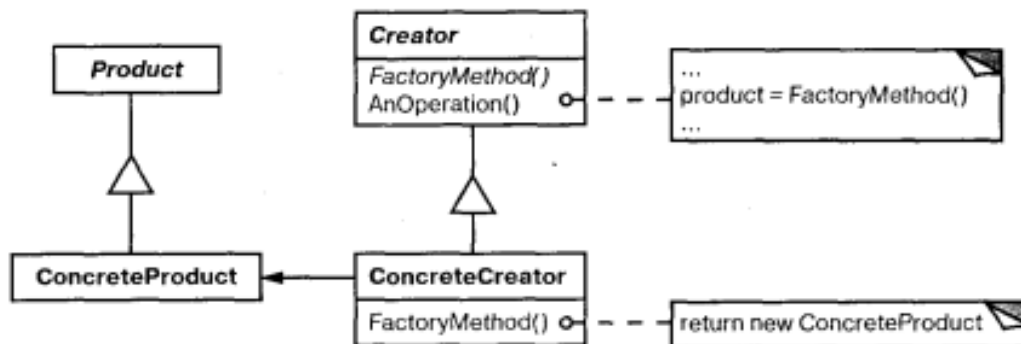 Product
Creator
FactoryMethod()
AnOperation()
...
product = FactoryMethod()
...
ConcreteProduct
ConcreteCreator
FactoryMethod()
return new ConcreteProduct